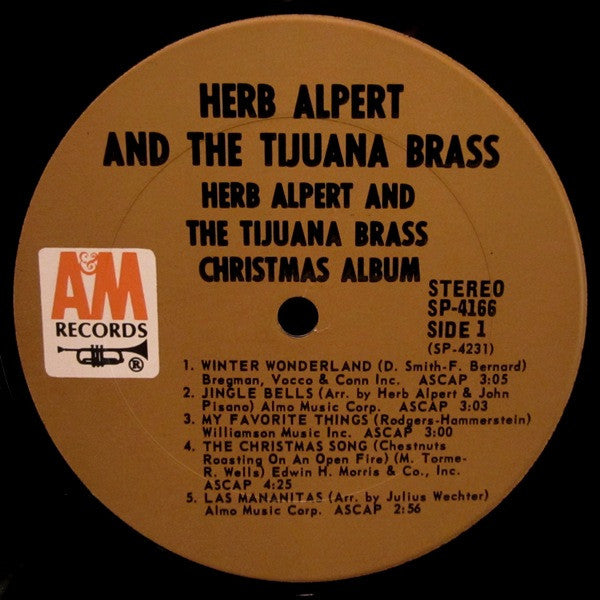 HERB ALPERT
AND THE TIJUANA BRASS
HERB ALPERT AND
THE TIJUANA BRASS
CHRISTMAS ALBUM
A&M
RECORDS
®
STEREO
SP-4166
SIDE 1
(SP-4231)
1. WINTER WONDERLAND (D. Smith-F. Bernard)
Bregman, Vocco & Conn Inc. ASCAP 3:05
2. JINGLE BELLS (Arr. by Herb Alpert & John
Pisano) Almo Music Corp. ASCAP 3:03
3. MY FAVORITE THINGS (Rodgers-Hammerstein)
Williamson Music Inc. ASCAP 3:00
4. THE CHRISTMAS SONG (Chestnuts
Roasting On An Open Fire) (M. Torme-
R. Wells) Edwin H. Morris & Co., Inc.
ASCAP 4:25
5. LAS MANANITAS (Arr. by Julius Wechter)
Almo Music Corp. ASCAP 2:56